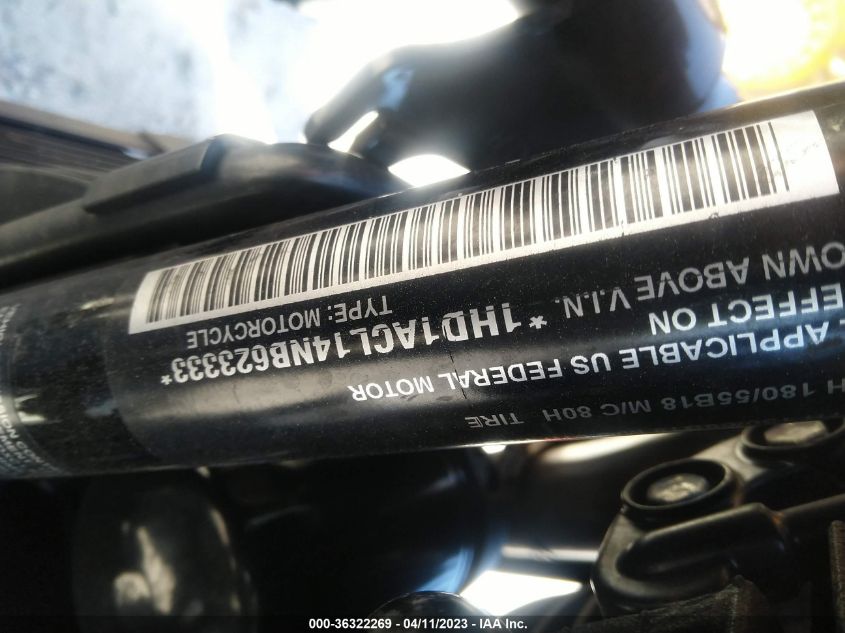 H 180/55B18 M/C 80H TIRE
APPLICABLE US FEDERAL MOTOR
EFFECT ON
OWN ABOVE V.I.N.
*1HD1ACL14NB623333*
TYPE: MOTORCYCLE
000-36322269 - 04/11/2023 - IAA Inc.